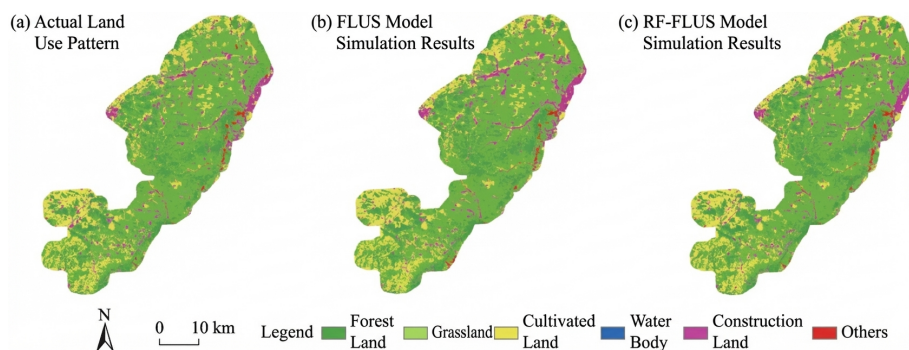 (a) Actual Land
Use Pattern
(b) FLUS Model
Simulation Results
(c) RF-FLUS Model
Simulation Results
N
0 10 km
Legend
Forest
Land
Grassland
Cultivated
Land
Water
Body
Construction
Land
Others